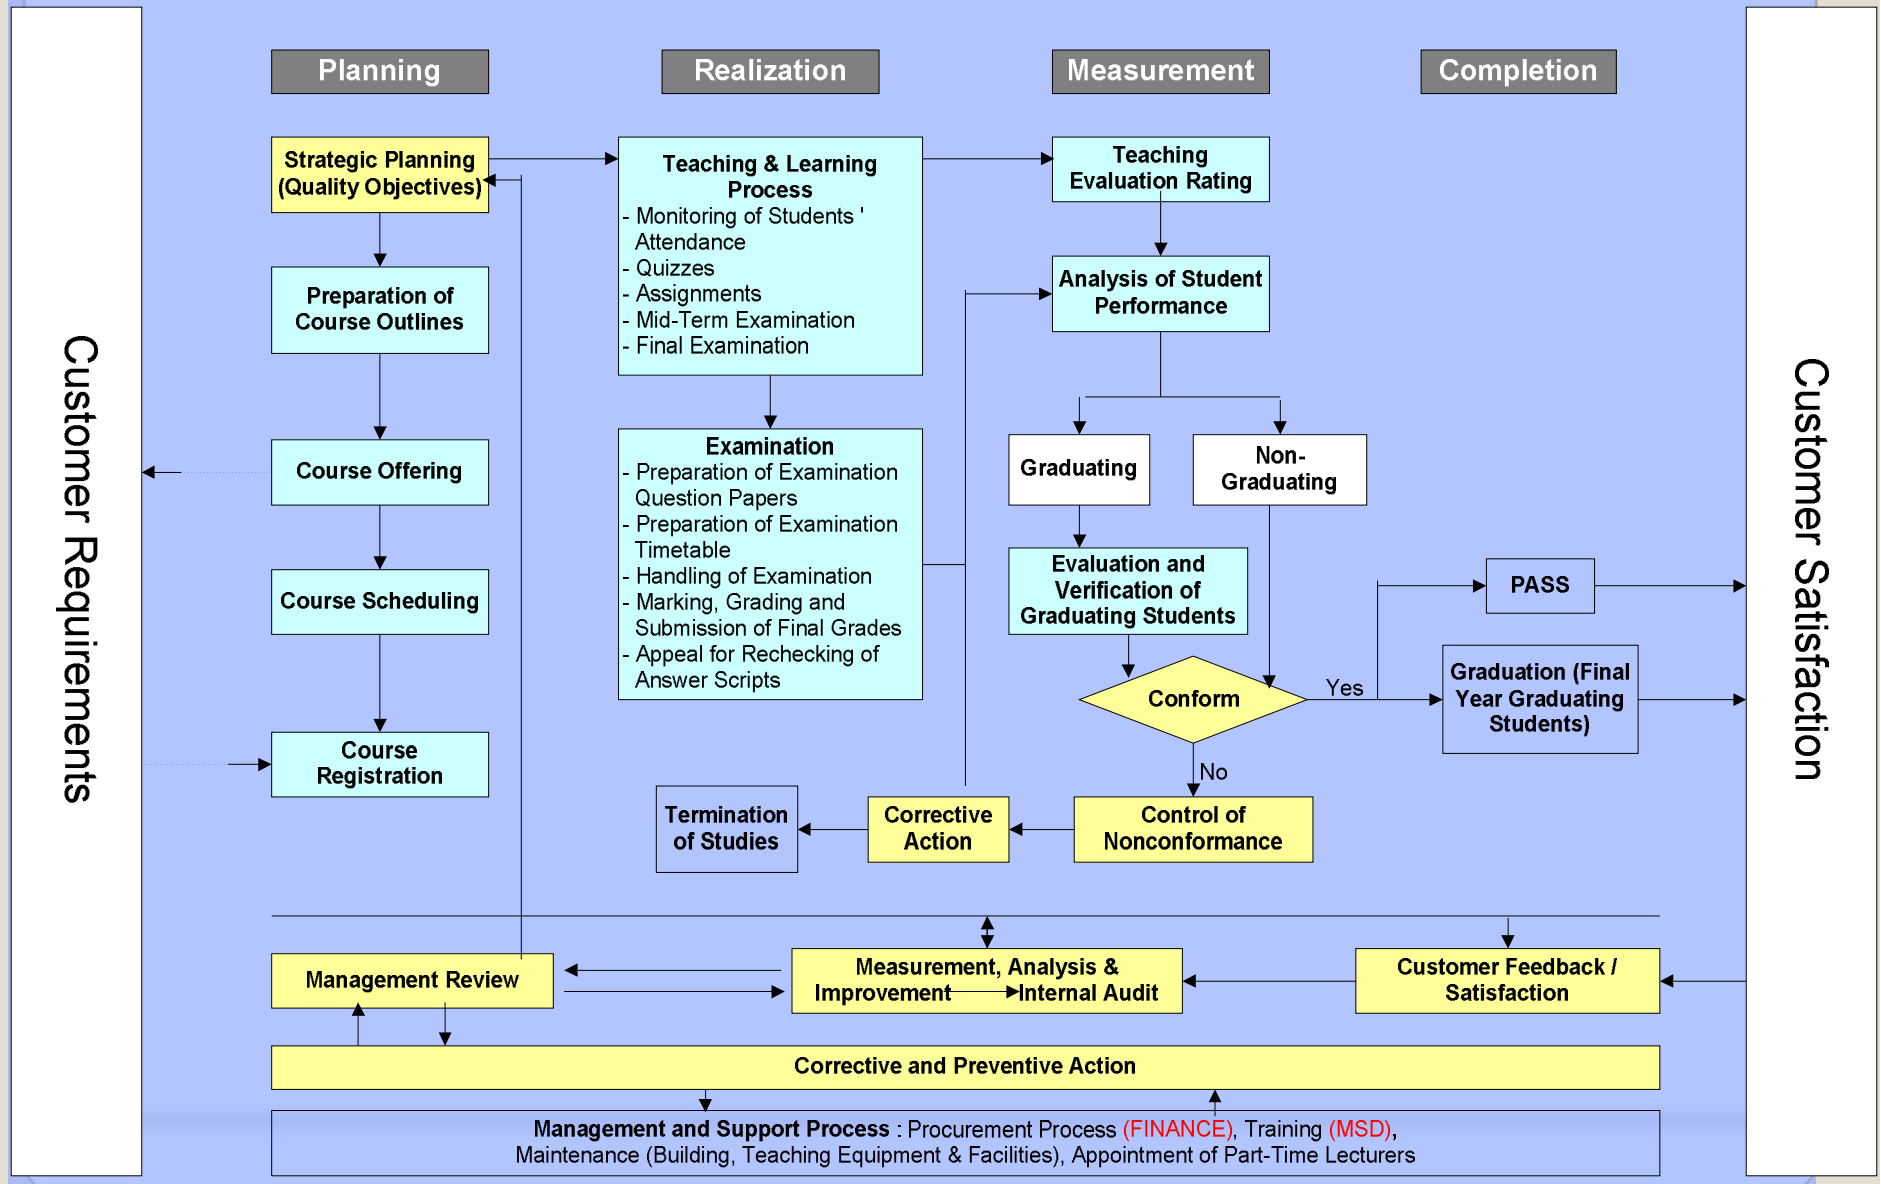 Customer Requirements
Planning
Realization
Measurement
Completion
Strategic Planning
(Quality Objectives)
Preparation of
Course Outlines
Course Offering
Course Scheduling
Course
Registration
Teaching & Learning
Process
- Monitoring of Students '
Attendance
- Quizzes
- Assignments
- Mid-Term Examination
- Final Examination
Examination
- Preparation of Examination
Question Papers
- Preparation of Examination
Timetable
- Handling of Examination
- Marking, Grading and
Submission of Final Grades
- Appeal for Rechecking of
Answer Scripts
Teaching
Evaluation Rating
Analysis of Student
Performance
Graduating
Non-
Graduating
Evaluation and
Verification of
Graduating Students
Conform
Yes
No
PASS
Graduation (Final
Year Graduating
Students)
Termination
of Studies
Corrective
Action
Control of
Nonconformance
Management Review
Measurement, Analysis &
Improvement Internal Audit
Customer Feedback /
Satisfaction
Corrective and Preventive Action
Management and Support Process : Procurement Process (FINANCE), Training (MSD),
Maintenance (Building, Teaching Equipment & Facilities), Appointment of Part-Time Lecturers
Customer Satisfaction